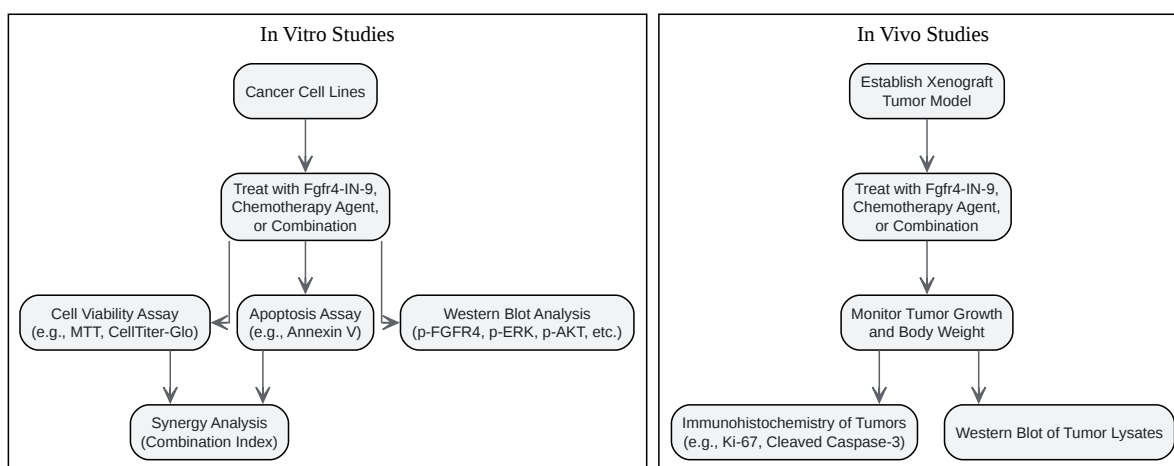 In Vitro Studies
Cancer Cell Lines
Treat with Fgfr4-IN-9,
Chemotherapy Agent,
or Combination
Cell Viability Assay
(e.g., MTT, CellTiter-Glo)
Apoptosis Assay
(e.g., Annexin V)
Western Blot Analysis
(p-FGFR4, p-ERK, p-AKT, etc.)
Synergy Analysis
(Combination Index)
In Vivo Studies
Establish Xenograft
Tumor Model
Treat with Fgfr4-IN-9,
Chemotherapy Agent,
or Combination
Monitor Tumor Growth
and Body Weight
Immunohistochemistry of Tumors
(e.g., Ki-67, Cleaved Caspase-3)
Western Blot of Tumor Lysates